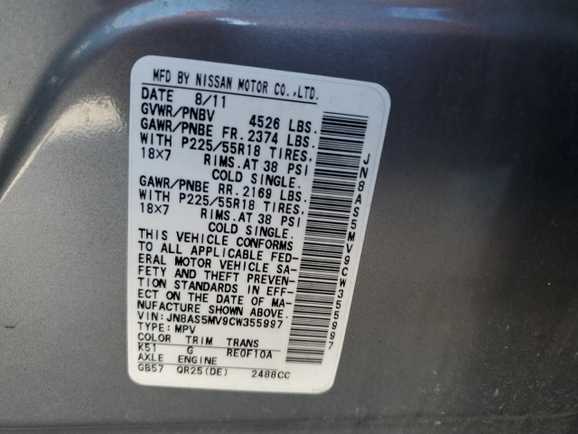 MFD BY NISSAN MOTOR CO.,LTD.
DATE 8/11
GVWR/PNBV 4526 LBS.
GAWR/PNBE FR. 2374 LBS.
WITH P225/55R18 TIRES,
18X7 RIMS.AT 38 PSI
COLD SINGLE.
GAWR/PNBE RR. 2169 LBS.
WITH P225/55R18 TIRES,
18X7 RIMS.AT 38 PSI
COLD SINGLE.
THIS VEHICLE CONFORMS
TO ALL APPLICABLE FED-
ERAL MOTOR VEHICLE SA-
FETY AND THEFT PREVEN-
TION STANDARDS IN EFF-
ECT ON THE DATE OF MA-
NUFACTURE SHOWN ABOVE.
VIN: JN8AS5MV9CW355997
TYPE: MPV
COLOR TRIM TRANS
K51 G RE0F10A
AXLE ENGINE
GB57 QR25(DE) 2488CC
JN8AS5MV9CW355997